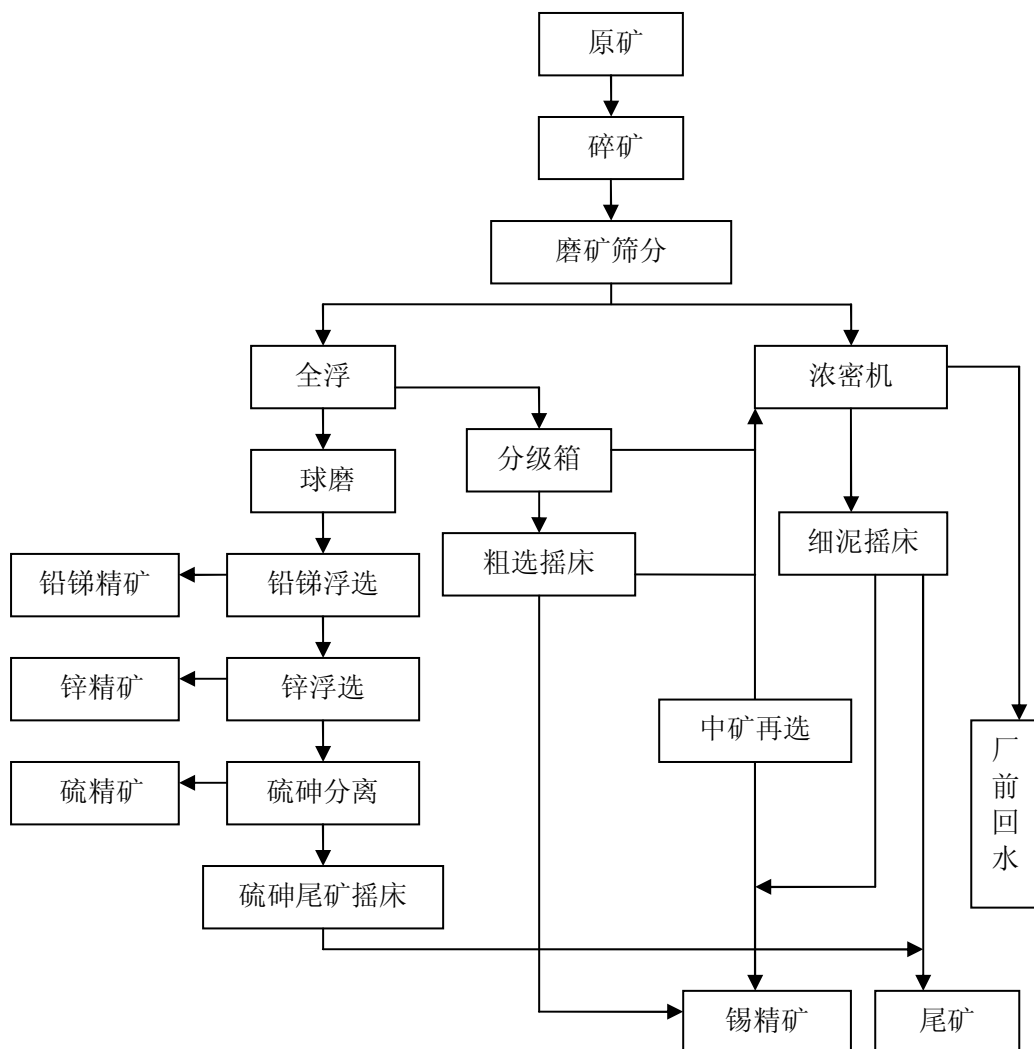 原矿
碎矿
磨矿筛分
全浮
浓密机
分级箱
球磨
细泥摇床
粗选摇床
铅锑精矿
铅锑浮选
锌精矿
锌浮选
中矿再选
厂前回水
硫精矿
硫砷分离
硫砷尾矿摇床
锡精矿
尾矿